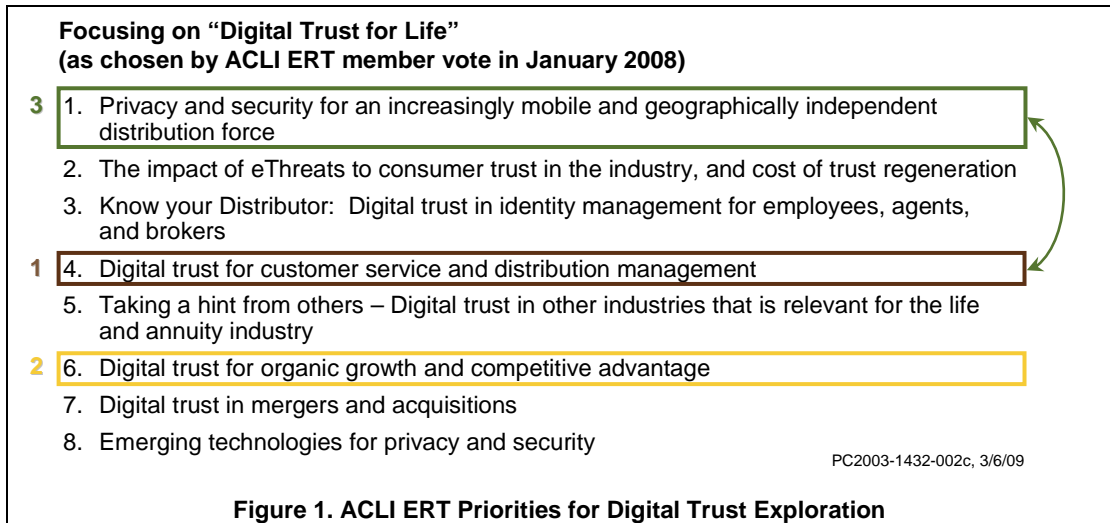 Focusing on “Digital Trust for Life”
(as chosen by ACLI ERT member vote in January 2008)
3 1. Privacy and security for an increasingly mobile and geographically independent
distribution force
2. The impact of eThreats to consumer trust in the industry, and cost of trust regeneration
3. Know your Distributor: Digital trust in identity management for employees, agents,
and brokers
1 4. Digital trust for customer service and distribution management
5. Taking a hint from others – Digital trust in other industries that is relevant for the life
and annuity industry
2 6. Digital trust for organic growth and competitive advantage
7. Digital trust in mergers and acquisitions
8. Emerging technologies for privacy and security
PC2003-1432-002c, 3/6/09
Figure 1. ACLI ERT Priorities for Digital Trust Exploration